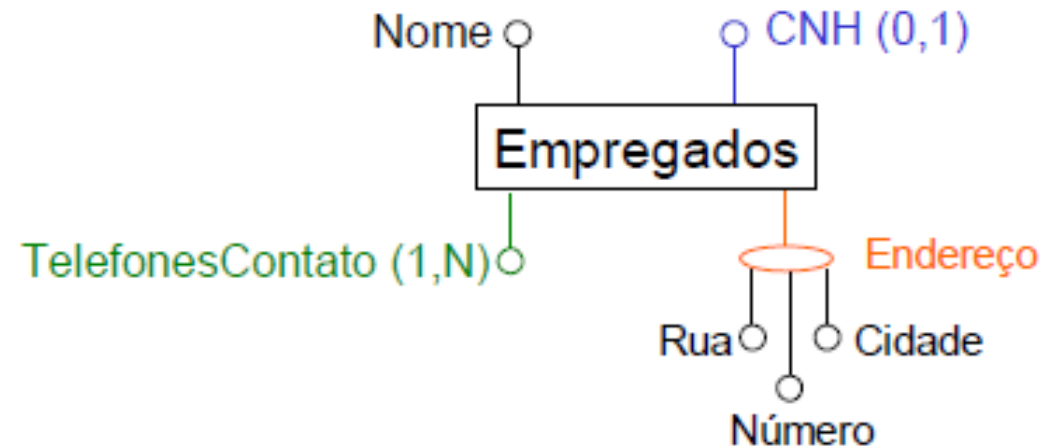 Nome
CNH (0,1)
Empregados
TelefonesContato (1,N)
Endereço
Rua
Cidade
Número